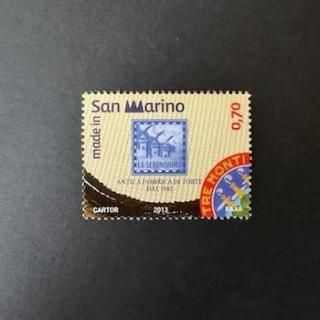 made in
San Marino
0,70
LA SERENISSIMA
ANTICA FABBRICA DI TORTE
DAL 1942
TRE MONTI
CARTOR
2013